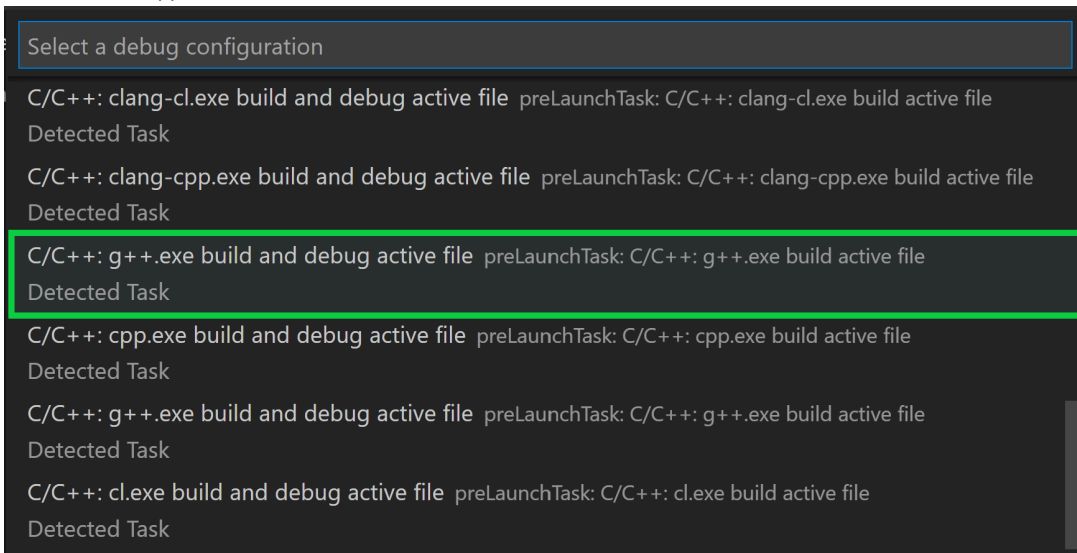 Select a debug configuration
C/C++: clang-cl.exe build and debug active file preLaunchTask: C/C++: clang-cl.exe build active file
Detected Task
C/C++: clang-cpp.exe build and debug active file preLaunchTask: C/C++: clang-cpp.exe build active file
Detected Task
C/C++: g++.exe build and debug active file preLaunchTask: C/C++: g++.exe build active file
Detected Task
C/C++: cpp.exe build and debug active file preLaunchTask: C/C++: cpp.exe build active file
Detected Task
C/C++: g++.exe build and debug active file preLaunchTask: C/C++: g++.exe build active file
Detected Task
C/C++: cl.exe build and debug active file preLaunchTask: C/C++: cl.exe build active file
Detected Task